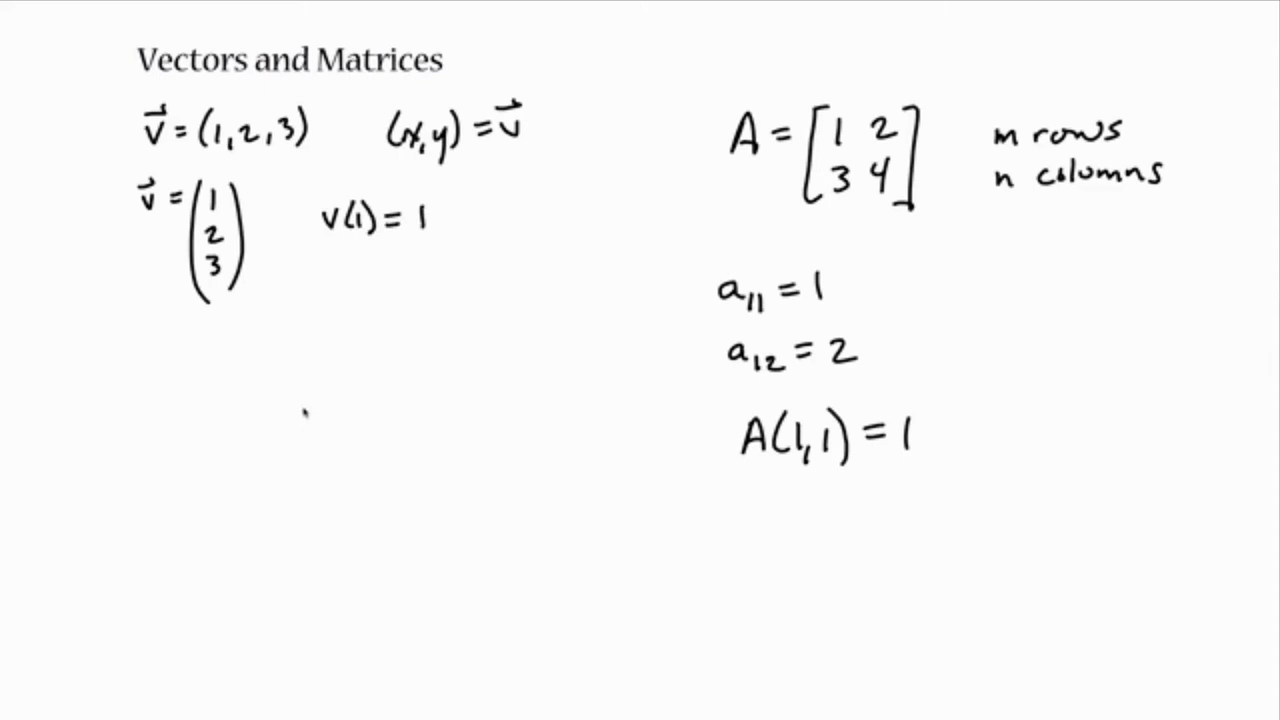 Vectors and Matrices
v⃗ = (1, 2, 3)
(x, y) = v⃗
v⃗ = (1
2
3)
v(1) = 1
A = [1 2
3 4]
m rows
n columns
a₁₁ = 1
a₁₂ = 2
A(1, 1) = 1